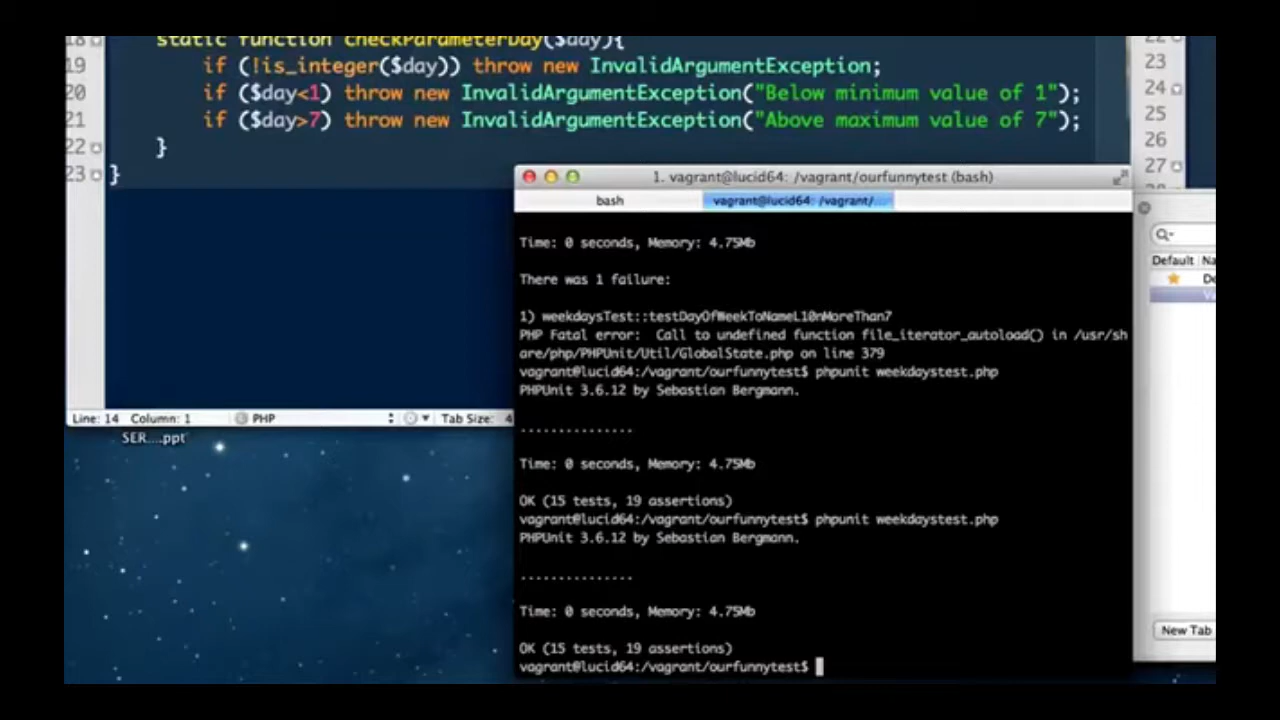 18 static function checkParameterDay($day){
19 if (!is_integer($day)) throw new InvalidArgumentException;
20 if ($day<1) throw new InvalidArgumentException("Below minimum value of 1");
21 if ($day>7) throw new InvalidArgumentException("Above maximum value of 7");
22 }
23 }
Line: 14 Column: 1 PHP Tab Size: 4
SER....ppt
1. vagrant@lucid64: /vagrant/ourfunnytest (bash)
bash vagrant@lucid64: /vagrant/...
Time: 0 seconds, Memory: 4.75Mb
There was 1 failure:
1) weekdaysTest::testDayOfWeekToNameL10nMoreThan7
PHP Fatal error: Call to undefined function file_iterator_autoload() in /usr/sh
are/php/PHPUnit/Util/GlobalState.php on line 379
vagrant@lucid64:/vagrant/ourfunnytest$ phpunit weekdaystest.php
PHPUnit 3.6.12 by Sebastian Bergmann.
...............
Time: 0 seconds, Memory: 4.75Mb
OK (15 tests, 19 assertions)
vagrant@lucid64:/vagrant/ourfunnytest$ phpunit weekdaystest.php
PHPUnit 3.6.12 by Sebastian Bergmann.
...............
Time: 0 seconds, Memory: 4.75Mb
OK (15 tests, 19 assertions)
vagrant@lucid64:/vagrant/ourfunnytest$
23
24
25
26
27
Default Na
De
New Tab